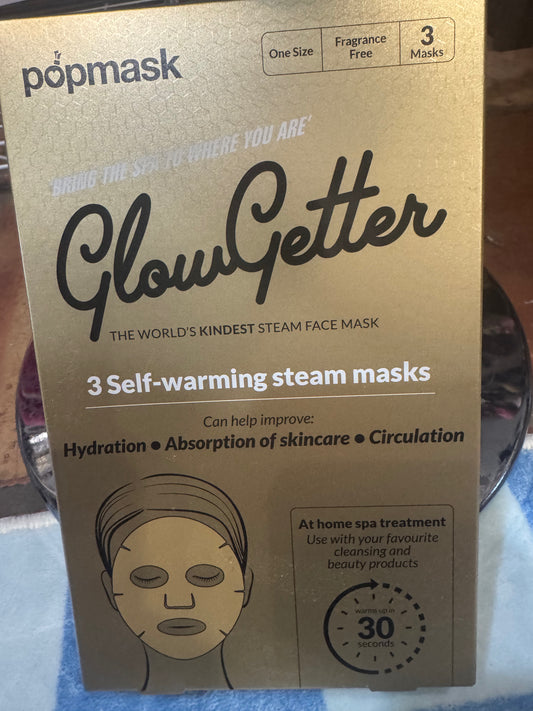 popmask
One Size
Fragrance
Free
3
Masks
'BRING THE SPA TO WHERE YOU ARE'
GlowGetter
THE WORLD'S KINDEST STEAM FACE MASK
3 Self-warming steam masks
Can help improve:
Hydration ● Absorption of skincare ● Circulation
At home spa treatment
Use with your favourite
cleansing and
beauty products
warms up in
30
seconds